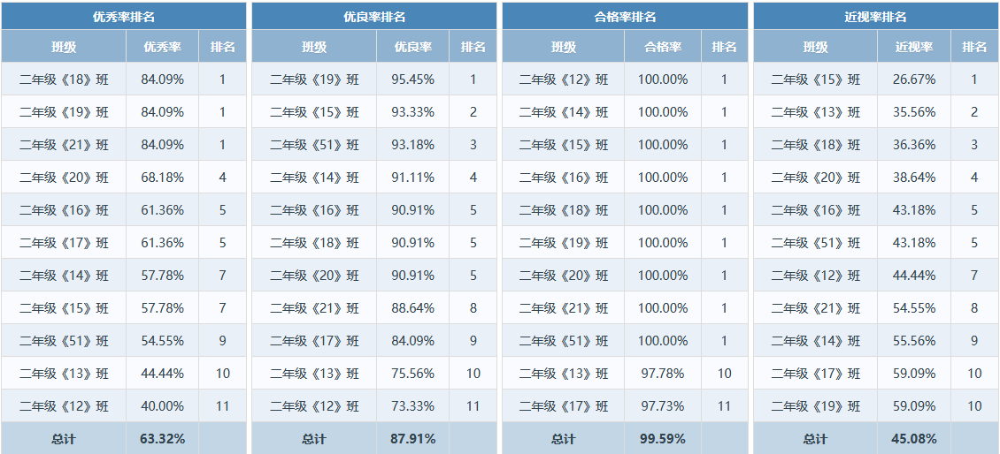 优秀率排名 优良率排名 合格率排名 近视率排名
班级 优秀率 排名 班级 优良率 排名 班级 合格率 排名 班级 近视率 排名
二年级《18》班 84.09% 1 二年级《19》班 95.45% 1 二年级《12》班 100.00% 1 二年级《15》班 26.67% 1
二年级《19》班 84.09% 1 二年级《15》班 93.33% 2 二年级《14》班 100.00% 1 二年级《13》班 35.56% 2
二年级《21》班 84.09% 1 二年级《51》班 93.18% 3 二年级《15》班 100.00% 1 二年级《18》班 36.36% 3
二年级《20》班 68.18% 4 二年级《14》班 91.11% 4 二年级《16》班 100.00% 1 二年级《20》班 38.64% 4
二年级《16》班 61.36% 5 二年级《16》班 90.91% 5 二年级《18》班 100.00% 1 二年级《16》班 43.18% 5
二年级《17》班 61.36% 5 二年级《18》班 90.91% 5 二年级《19》班 100.00% 1 二年级《51》班 43.18% 5
二年级《14》班 57.78% 7 二年级《20》班 90.91% 5 二年级《20》班 100.00% 1 二年级《12》班 44.44% 7
二年级《15》班 57.78% 7 二年级《21》班 88.64% 8 二年级《21》班 100.00% 1 二年级《21》班 54.55% 8
二年级《51》班 54.55% 9 二年级《17》班 84.09% 9 二年级《51》班 100.00% 1 二年级《14》班 55.56% 9
二年级《13》班 44.44% 10 二年级《13》班 75.56% 10 二年级《13》班 97.78% 10 二年级《17》班 59.09% 10
二年级《12》班 40.00% 11 二年级《12》班 73.33% 11 二年级《17》班 97.73% 11 二年级《19》班 59.09% 10
总计 63.32% 总计 87.91% 总计 99.59% 总计 45.08%